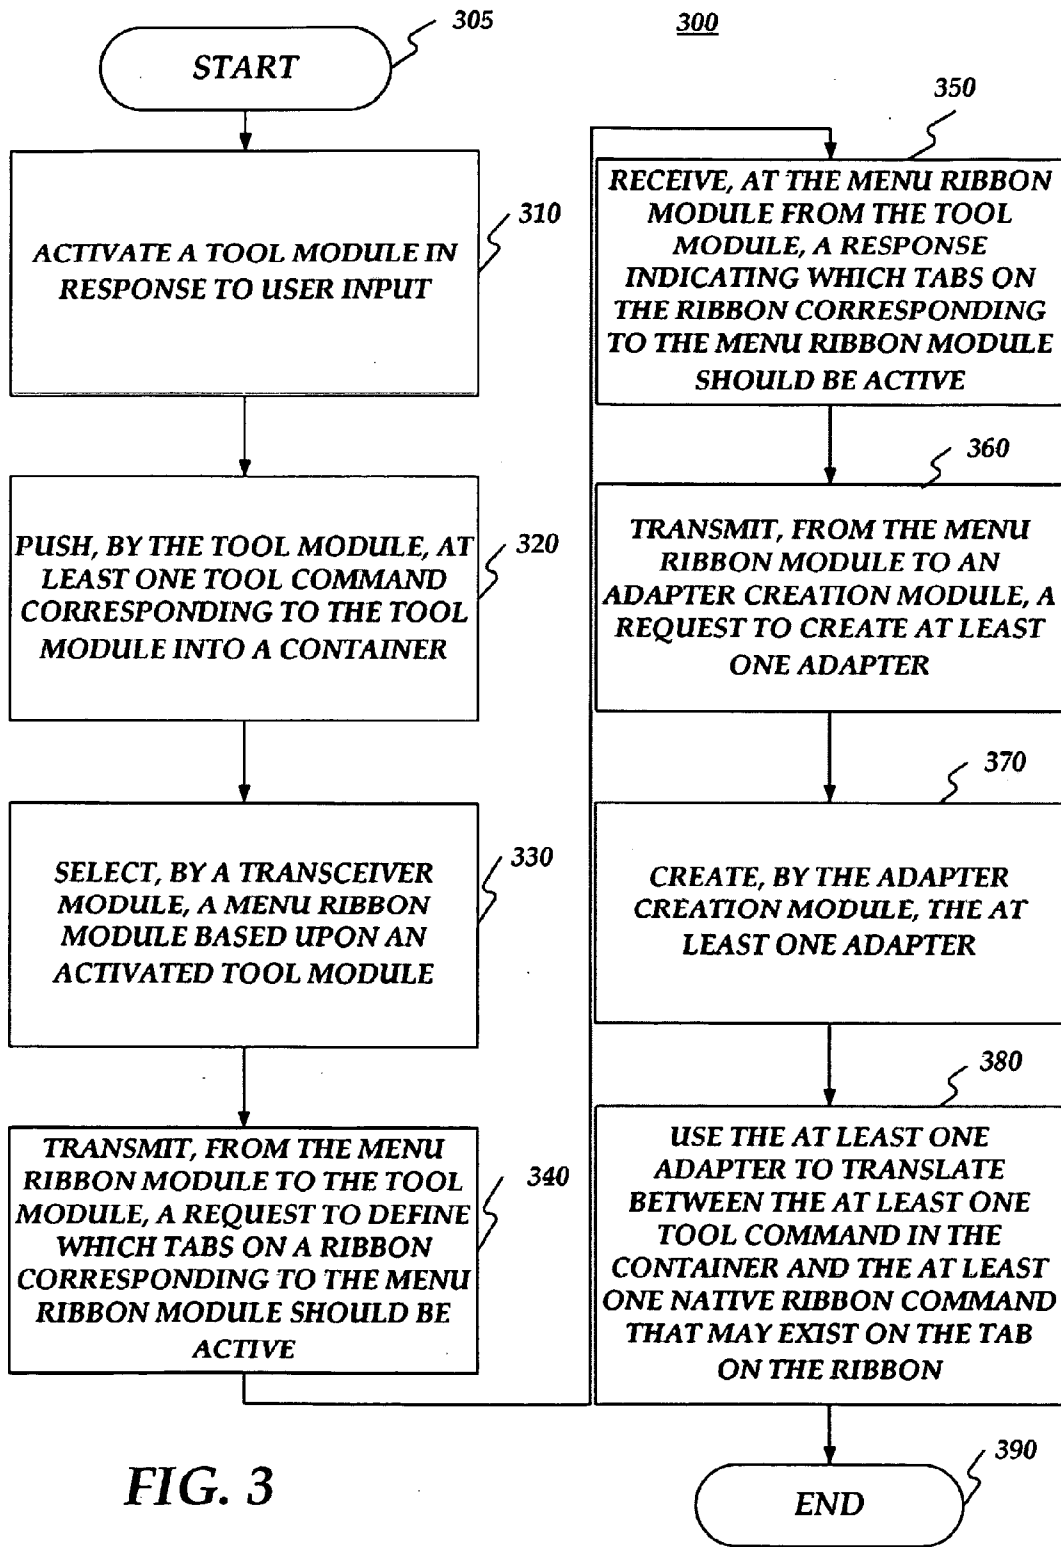 300
305
START
310
ACTIVATE A TOOL MODULE IN
RESPONSE TO USER INPUT
320
PUSH, BY THE TOOL MODULE, AT
LEAST ONE TOOL COMMAND
CORRESPONDING TO THE TOOL
MODULE INTO A CONTAINER
330
SELECT, BY A TRANSCEIVER
MODULE, A MENU RIBBON
MODULE BASED UPON AN
ACTIVATED TOOL MODULE
340
TRANSMIT, FROM THE MENU
RIBBON MODULE TO THE TOOL
MODULE, A REQUEST TO DEFINE
WHICH TABS ON A RIBBON
CORRESPONDING TO THE MENU
RIBBON MODULE SHOULD BE
ACTIVE
350
RECEIVE, AT THE MENU RIBBON
MODULE FROM THE TOOL
MODULE, A RESPONSE
INDICATING WHICH TABS ON
THE RIBBON CORRESPONDING
TO THE MENU RIBBON MODULE
SHOULD BE ACTIVE
360
TRANSMIT, FROM THE MENU
RIBBON MODULE TO AN
ADAPTER CREATION MODULE, A
REQUEST TO CREATE AT LEAST
ONE ADAPTER
370
CREATE, BY THE ADAPTER
CREATION MODULE, THE AT
LEAST ONE ADAPTER
380
USE THE AT LEAST ONE
ADAPTER TO TRANSLATE
BETWEEN THE AT LEAST ONE
TOOL COMMAND IN THE
CONTAINER AND THE AT LEAST
ONE NATIVE RIBBON COMMAND
THAT MAY EXIST ON THE TAB
ON THE RIBBON
390
END
FIG. 3